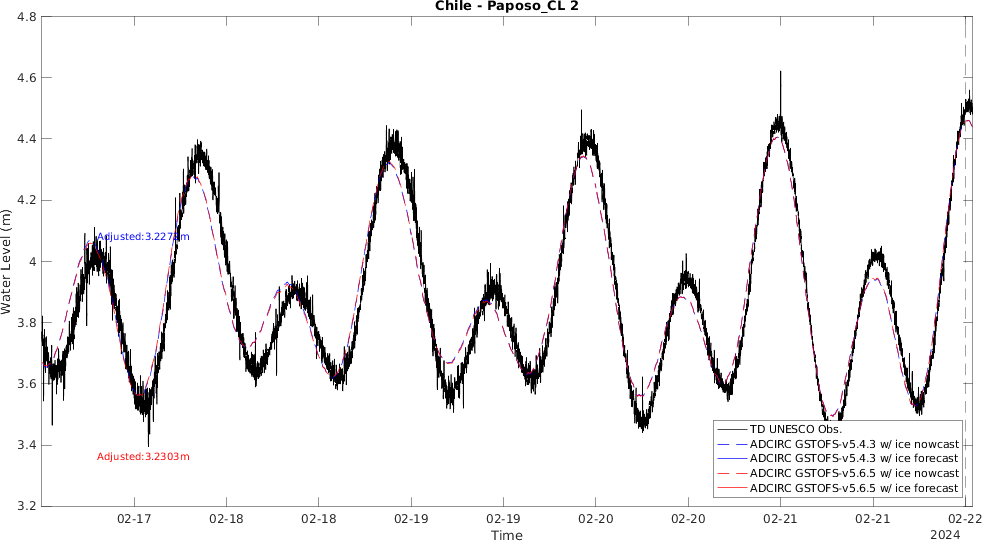 Chile - Paposo_CL 2
4.8
4.6
4.4
4.2
4
3.8
3.6
3.4
3.2
Water Level (m)
Adjusted:3.2272m
Adjusted:3.2303m
TD UNESCO Obs.
ADCIRC GSTOFS-v5.4.3 w/ ice nowcast
ADCIRC GSTOFS-v5.4.3 w/ ice forecast
ADCIRC GSTOFS-v5.6.5 w/ ice nowcast
ADCIRC GSTOFS-v5.6.5 w/ ice forecast
02-17 02-18 02-18 02-19 02-19 02-20 02-20 02-21 02-21 02-22
Time
2024